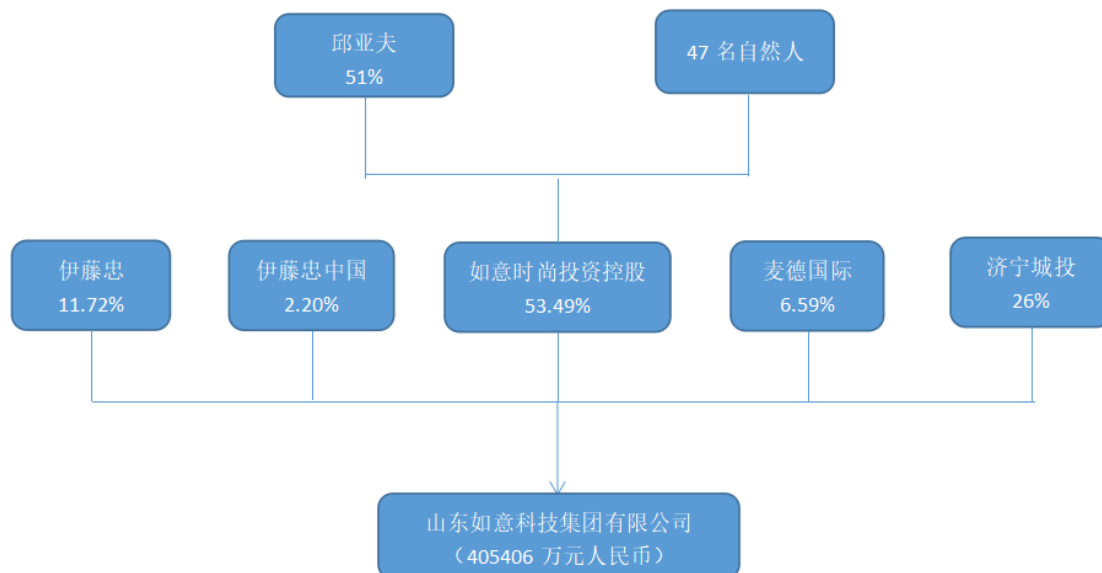 邱亚夫
51%
47 名自然人
伊藤忠
11.72%
伊藤忠中国
2.20%
如意时尚投资控股
53.49%
麦德国际
6.59%
济宁城投
26%
山东如意科技集团有限公司
（405406 万元人民币）